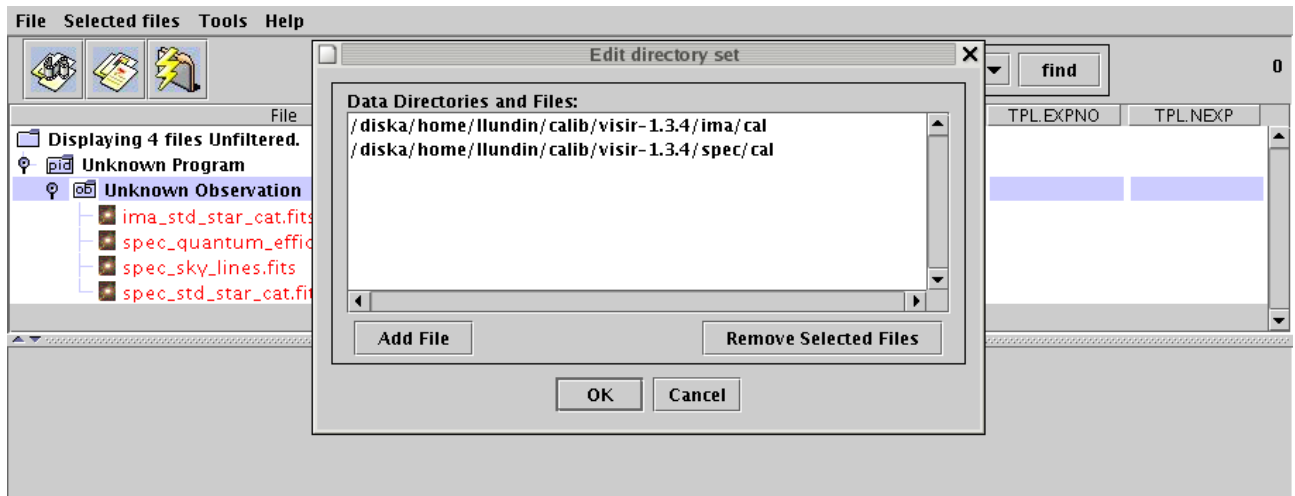 File Selected files Tools Help
Edit directory set
find
0
File
TPL.EXPNO
TPL.NEXP
Displaying 4 files Unfiltered.
pid Unknown Program
ob Unknown Observation
ima_std_star_cat.fits
spec_quantum_effic
spec_sky_lines.fits
spec_std_star_cat.fit
Data Directories and Files:
/diska/home/llundin/calib/visir-1.3.4/ima/cal
/diska/home/llundin/calib/visir-1.3.4/spec/cal
Add File
Remove Selected Files
OK
Cancel